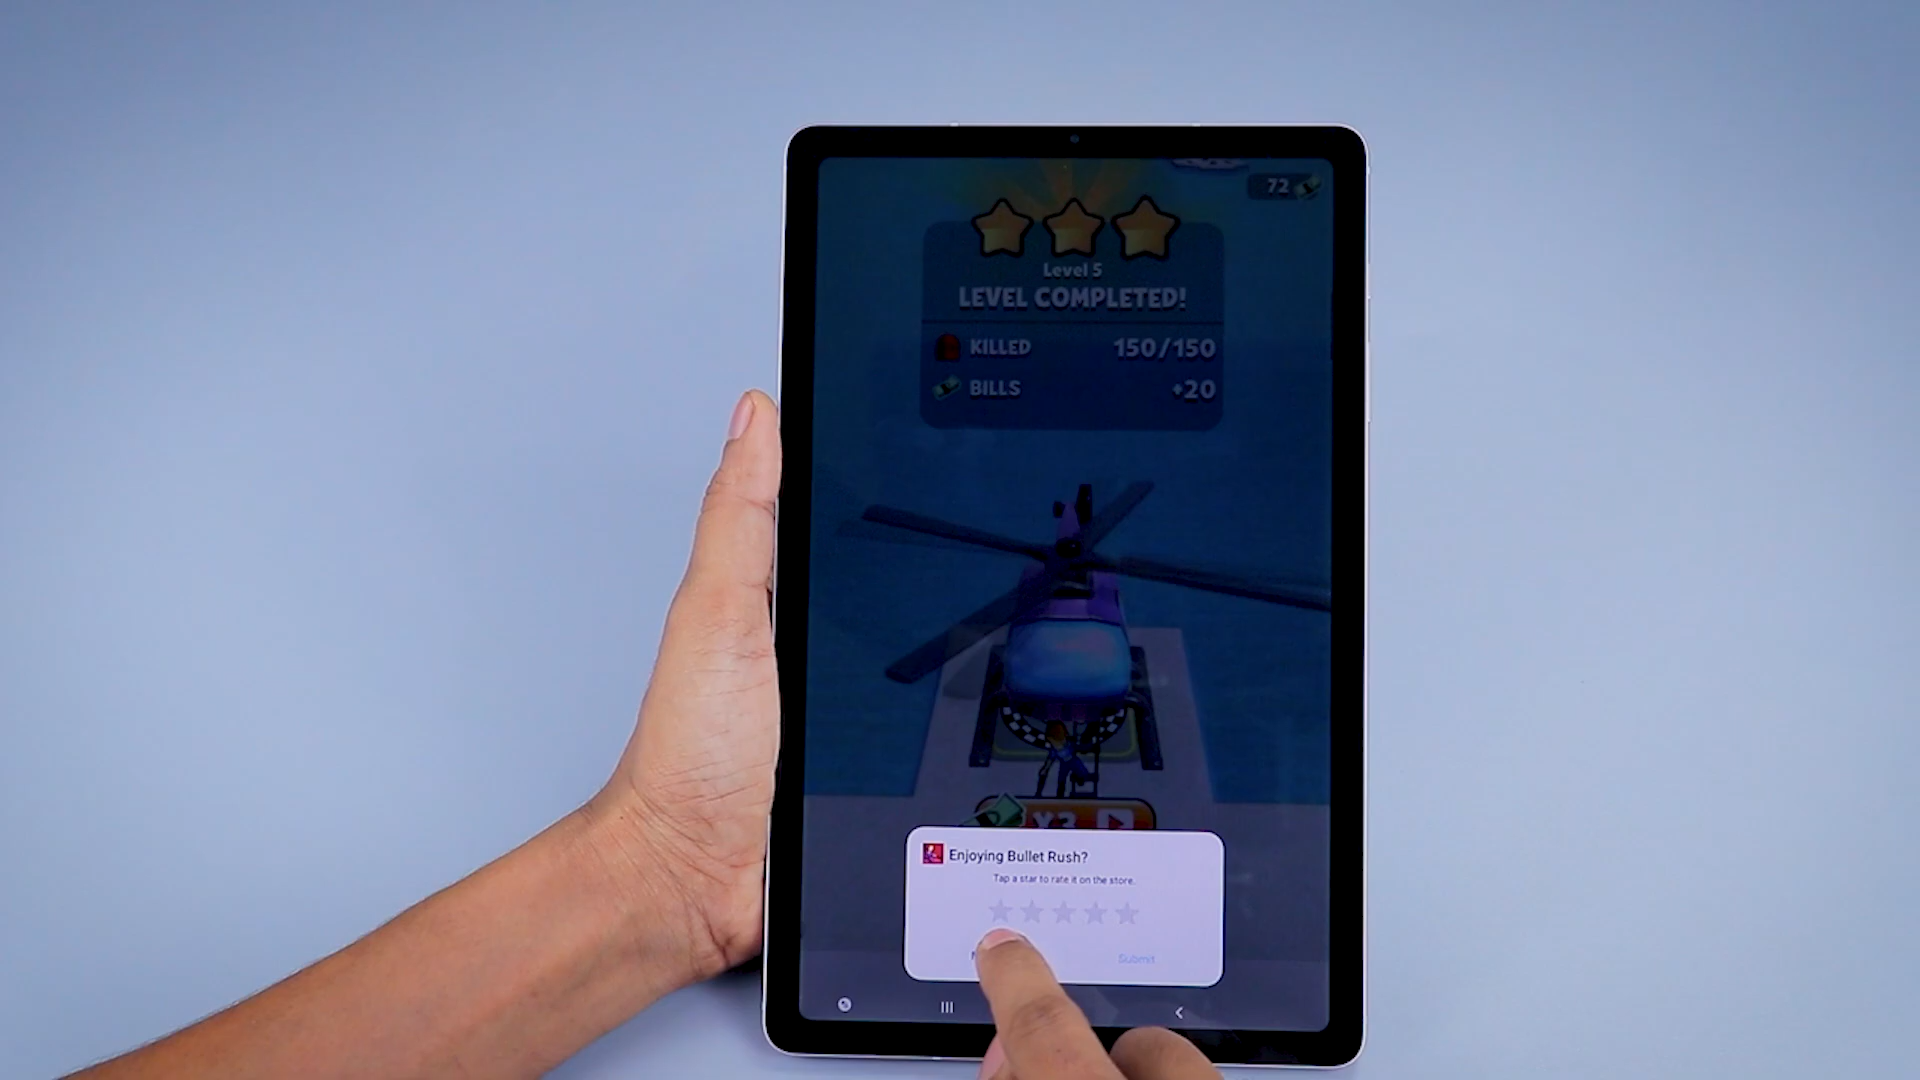 72
Level 5
LEVEL COMPLETED!
KILLED 150/150
BILLS +20
X3
Enjoying Bullet Rush?
Tap a star to rate it on the store.
Submit